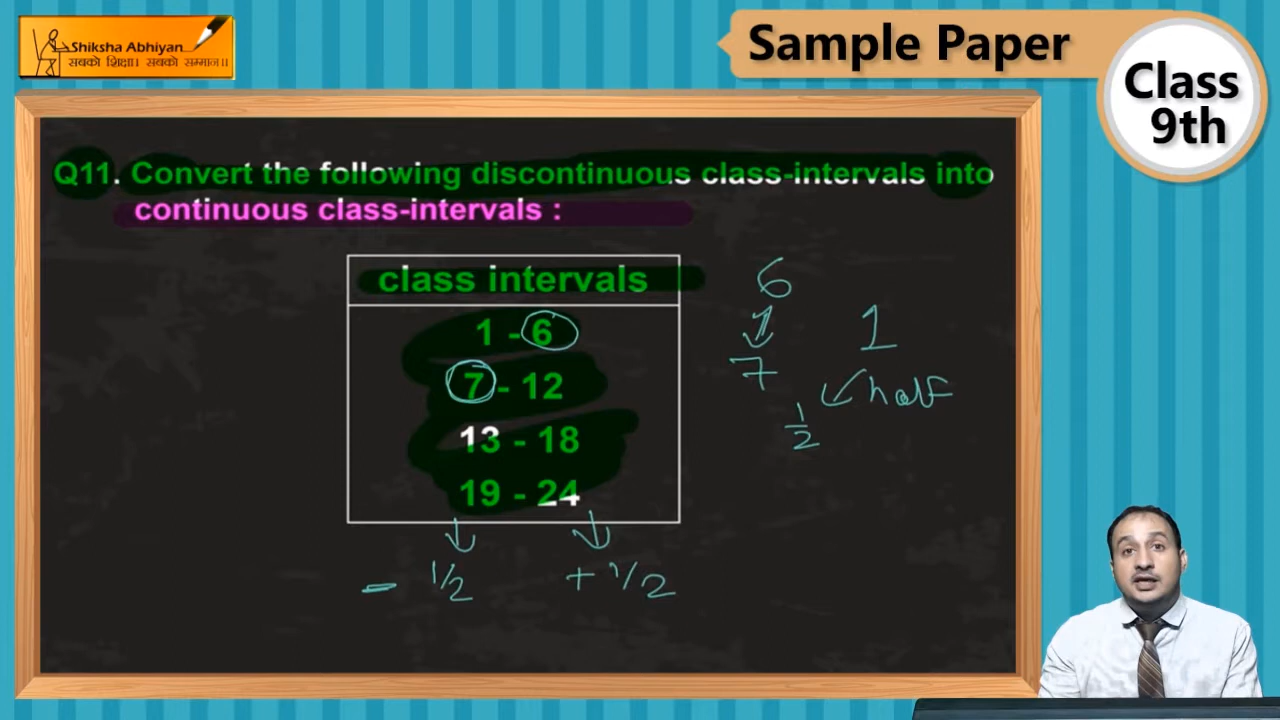 Shiksha Abhiyan
सबको शिक्षा। सबको सम्मान।।
Sample Paper
Class
9th
Q11. Convert the following discontinuous class-intervals into
continuous class-intervals :
class intervals
1 - 6
7 - 12
13 - 18
19 - 24
6
1
7
1
half
1/2
- 1/2
+ 1/2